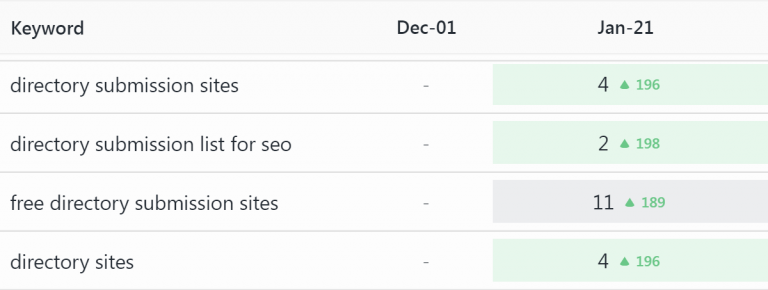 Keyword Dec-01 Jan-21
directory submission sites - 4 ▲ 196
directory submission list for seo - 2 ▲ 198
free directory submission sites - 11 ▲ 189
directory sites - 4 ▲ 196